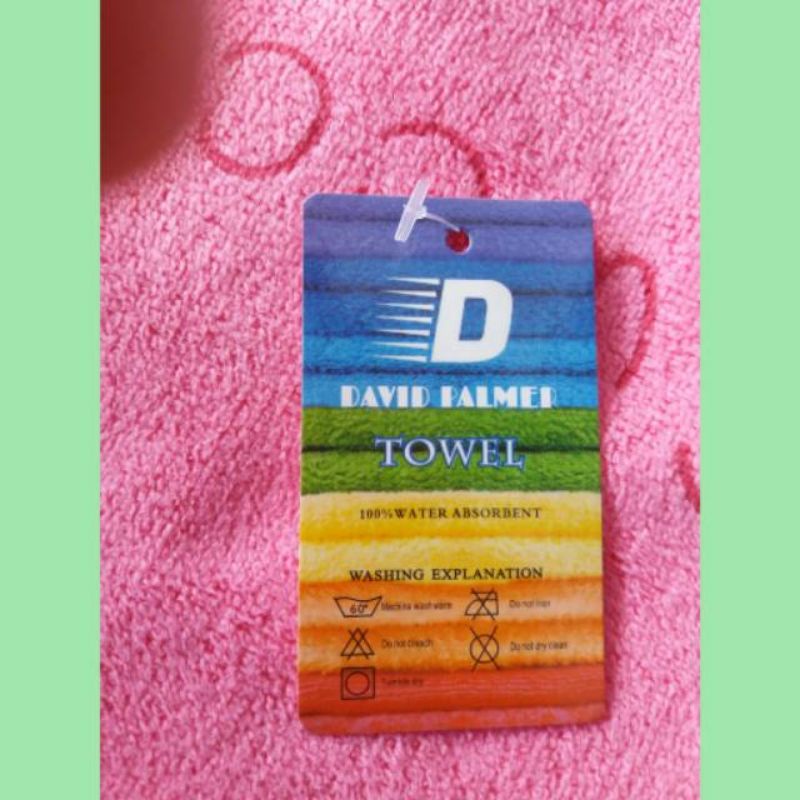 D
DAVID PALMER
TOWEL
100% WATER ABSORBENT
WASHING EXPLANATION
60° Machine wash warm
Do not iron
Do not bleach
Do not dry clean
Tumble dry